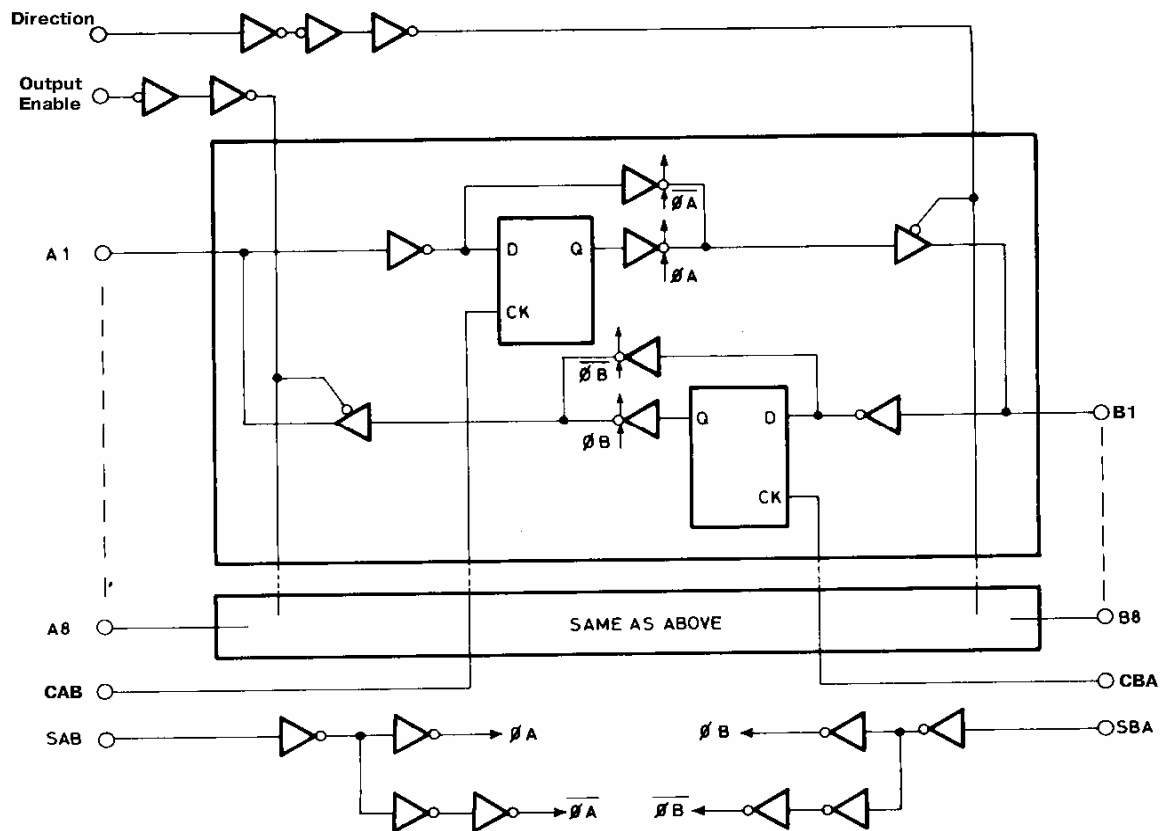 Direction
Output
Enable
A1
D
Q
CK
ØA
ØA
ØB
ØB
Q
D
CK
B1
A8
SAME AS ABOVE
B8
CAB
CBA
SAB
ØA
ØB
SBA
ØA
ØB